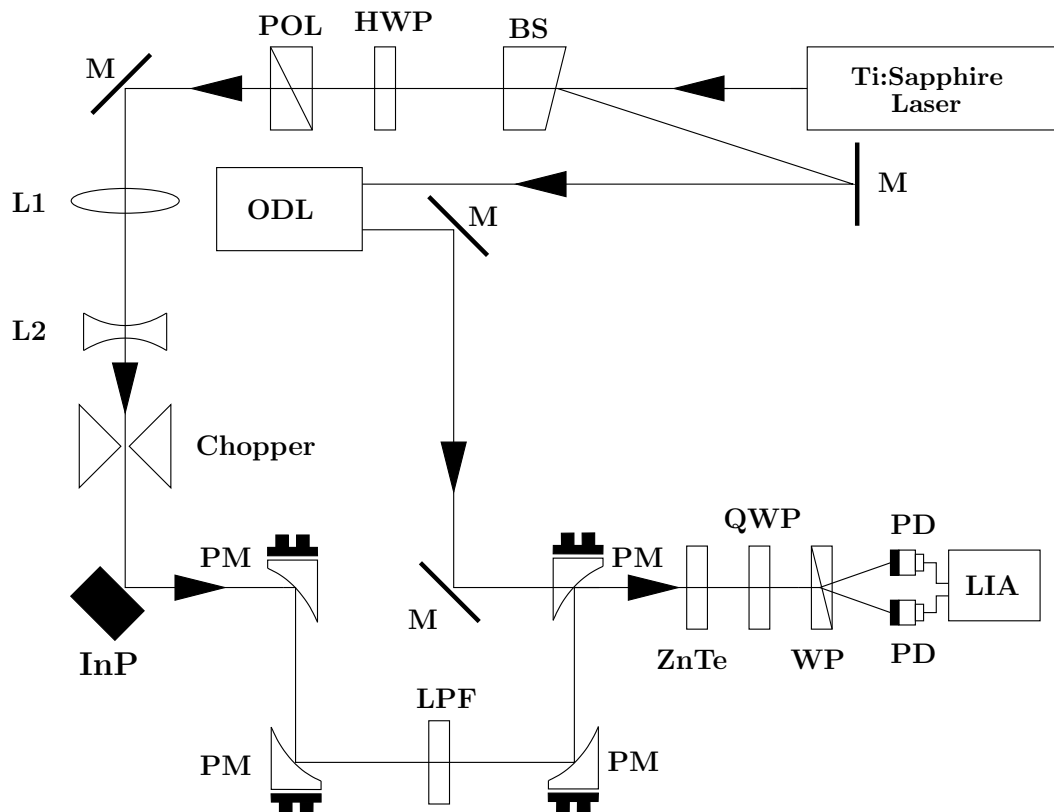 POL
HWP
BS
M
Ti:Sapphire
Laser
L1
ODL
M
M
L2
Chopper
QWP
PD
PM
PM
LIA
M
InP
ZnTe
WP
PD
LPF
PM
PM